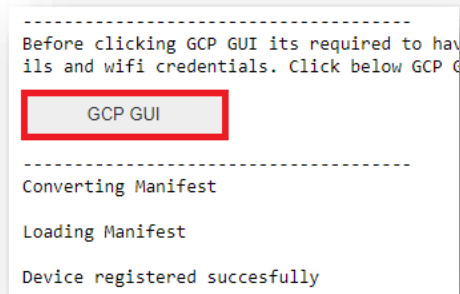 --------------------------------------
Before clicking GCP GUI its required to
ils and wifi credentials. Click below GCP
GCP GUI
--------------------------------------
Converting Manifest
Loading Manifest
Device registered succesfully